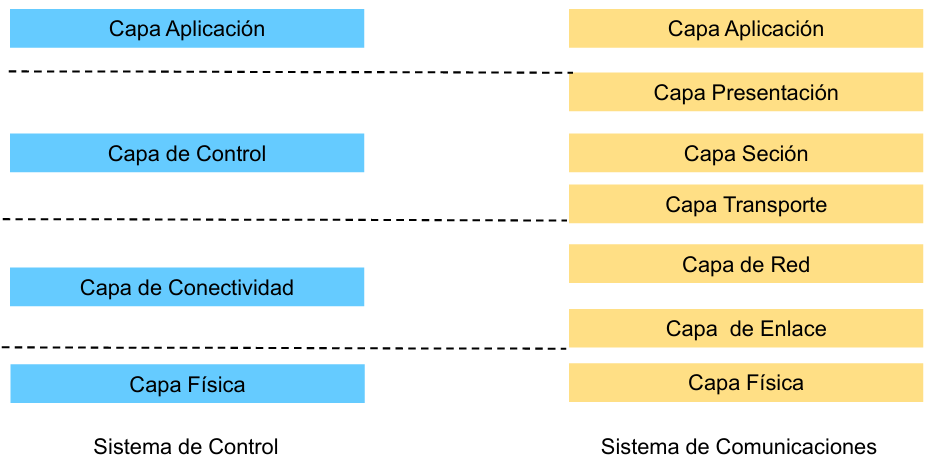 Capa Aplicación
Capa de Control
Capa de Conectividad
Capa Física
Sistema de Control
Capa Aplicación
Capa Presentación
Capa Seción
Capa Transporte
Capa de Red
Capa  de Enlace
Capa Física
Sistema de Comunicaciones